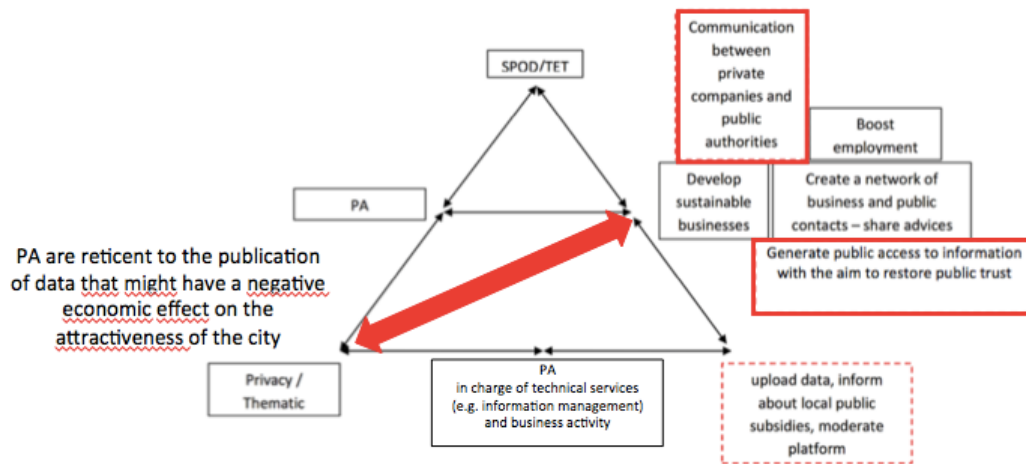 Communication
between
private
companies and
public
authorities
SPOD/TET
Boost
employment
PA
Develop
sustainable
businesses
Create a network of
business and public
contacts – share advices
PA are reticent to the publication
of data that might have a negative
economic effect on the
attractiveness of the city
Generate public access to information
with the aim to restore public trust
Privacy /
Thematic
PA
in charge of technical services
(e.g. information management)
and business activity
upload data, inform
about local public
subsidies, moderate
platform